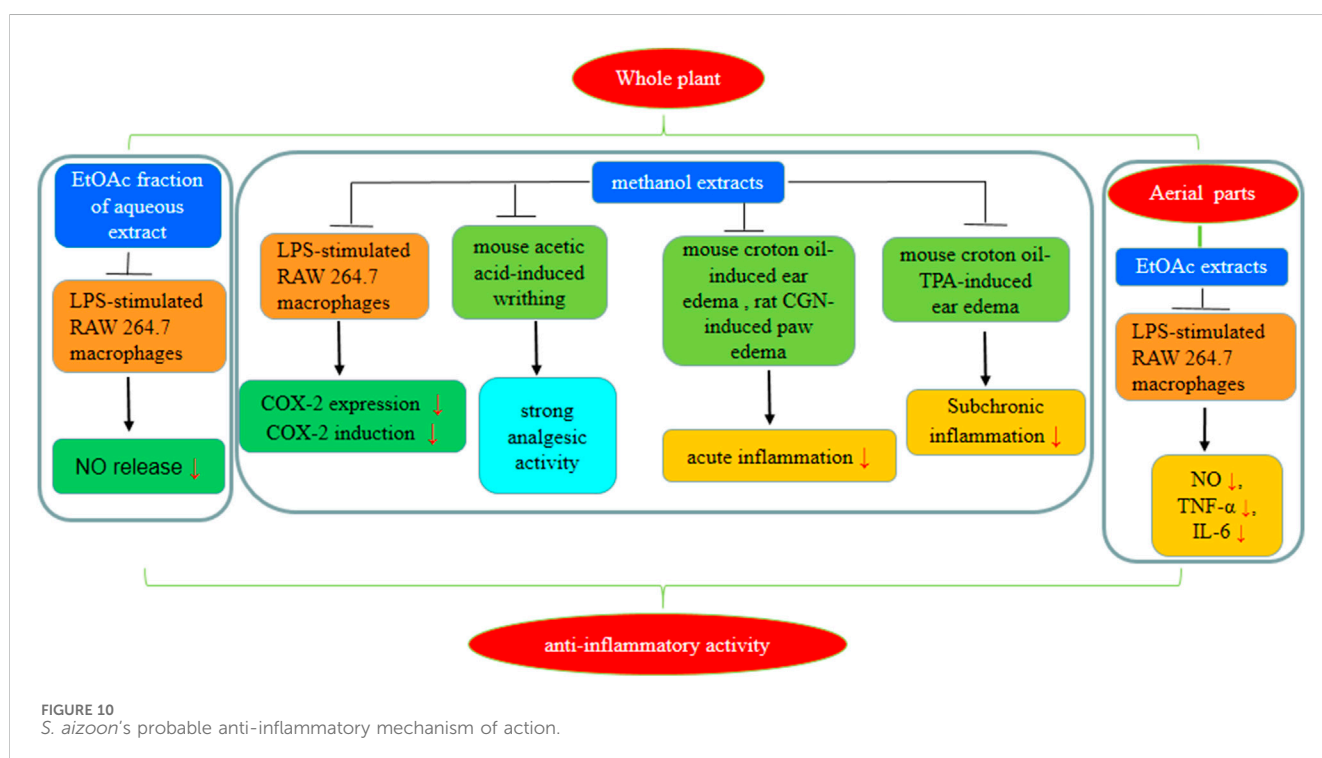 Whole plant
EtOAc fraction
of aqueous
extract
LPS-stimulated
RAW 264.7
macrophages
NO release ↓
methanol extracts
LPS-stimulated
RAW 264.7
macrophages
COX-2 expression ↓
COX-2 induction ↓
mouse acetic
acid-induced
writhing
strong
analgesic
activity
mouse croton oil-
induced ear
edema , rat CGN-
induced paw
edema
acute inflammation ↓
mouse croton oil-
TPA-induced
ear edema
Subchronic
inflammation ↓
Aerial parts
EtOAc extracts
LPS-stimulated
RAW 264.7
macrophages
NO ↓,
TNF-α ↓,
IL-6 ↓
anti-inflammatory activity
FIGURE 10
S. aizoon's probable anti-inflammatory mechanism of action.